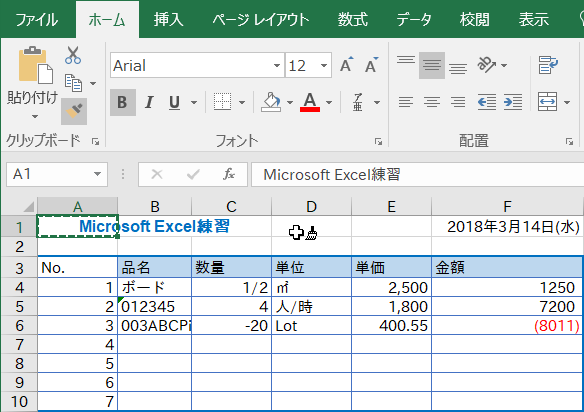 ファイル ホーム 挿入 ページ レイアウト 数式 データ 校閲 表示
Arial 12 A A
貼り付け B I U A ア亜
クリップボード フォント 配置
A1 fx Microsoft Excel練習
A B C D E F
1 Microsoft Excel練習 2018年3月14日(水)
2
3 No. 品名 数量 単位 単価 金額
4 1 ボード 1/2 ㎡ 2,500 1250
5 2 012345 4 人/時 1,800 7200
6 3 003ABCPi -20 Lot 400.55 (8011)
7 4
8 5
9 6
10 7